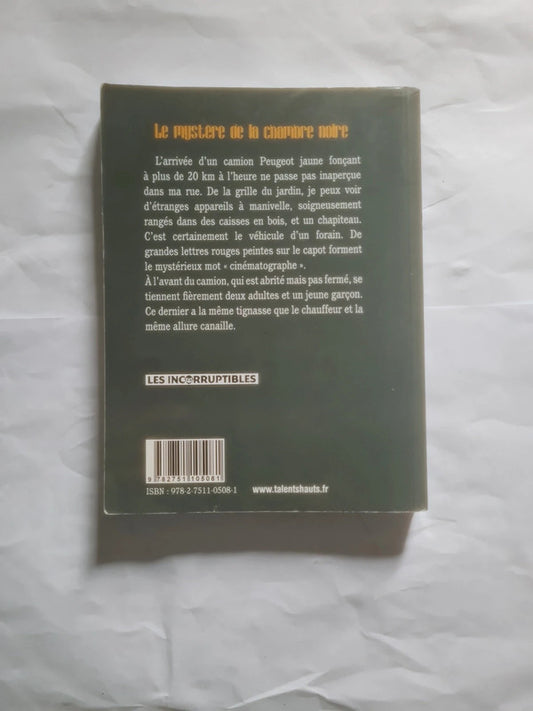 Le mystère de la chambre noire
L'arrivée d'un camion Peugeot jaune fonçant
à plus de 20 km à l'heure ne passe pas inaperçue
dans ma rue. De la grille du jardin, je peux voir
d'étranges appareils à manivelle, soigneusement
rangés dans des caisses en bois, et un chapiteau.
C'est certainement le véhicule d'un forain. De
grandes lettres rouges peintes sur le capot forment
le mystérieux mot « cinématographe ».
À l'avant du camion, qui est abrité mais pas fermé, se
tiennent fièrement deux adultes et un jeune garçon.
Ce dernier a la même tignasse que le chauffeur et la
même allure canaille.
LES INCORRUPTIBLES
9782751105081
ISBN : 978-2-7511-0508-1
www.talentshauts.fr